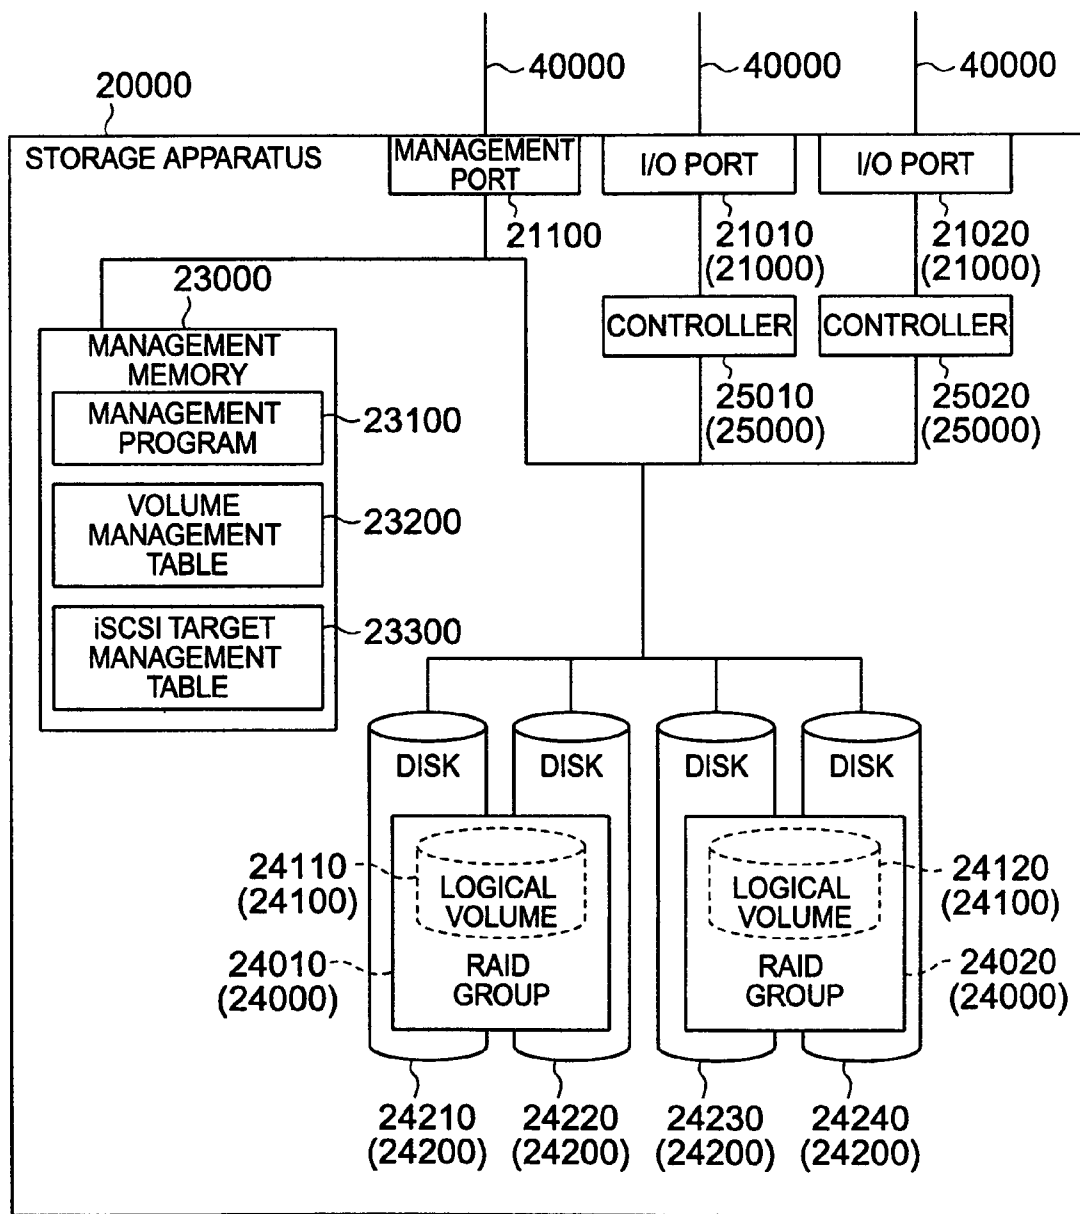 40000
40000
40000
20000
STORAGE APPARATUS
MANAGEMENT
PORT
I/O PORT
I/O PORT
21100
21010
(21000)
21020
(21000)
23000
MANAGEMENT
MEMORY
CONTROLLER
CONTROLLER
25010
(25000)
25020
(25000)
MANAGEMENT
PROGRAM
23100
VOLUME
MANAGEMENT
TABLE
23200
iSCSI TARGET
MANAGEMENT
TABLE
23300
DISK
DISK
DISK
DISK
24110
(24100)
LOGICAL
VOLUME
LOGICAL
VOLUME
24120
(24100)
24010
(24000)
RAID
GROUP
RAID
GROUP
24020
(24000)
24210
(24200)
24220
(24200)
24230
(24200)
24240
(24200)